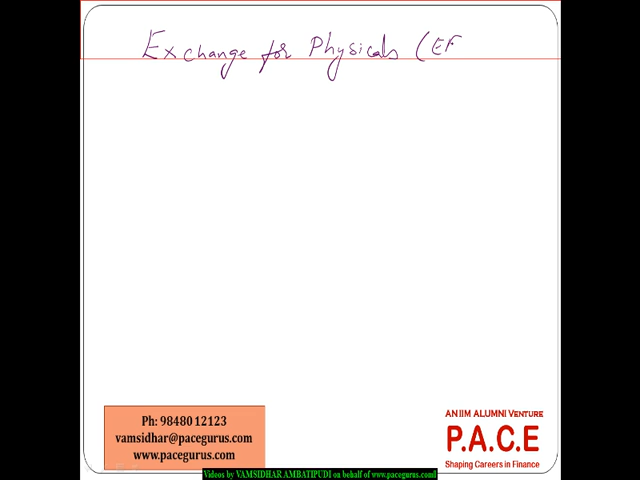 Exchange for Physicals (EF
Ph: 98480 12123
vamsidhar@pacegurus.com
www.pacegurus.com
AN IIM ALUMNI VENTURE
P.A.C.E
Shaping Careers in Finance
Videos by VAMSIDHAR AMBATIPUDI on behalf of www.pacegurus.com|